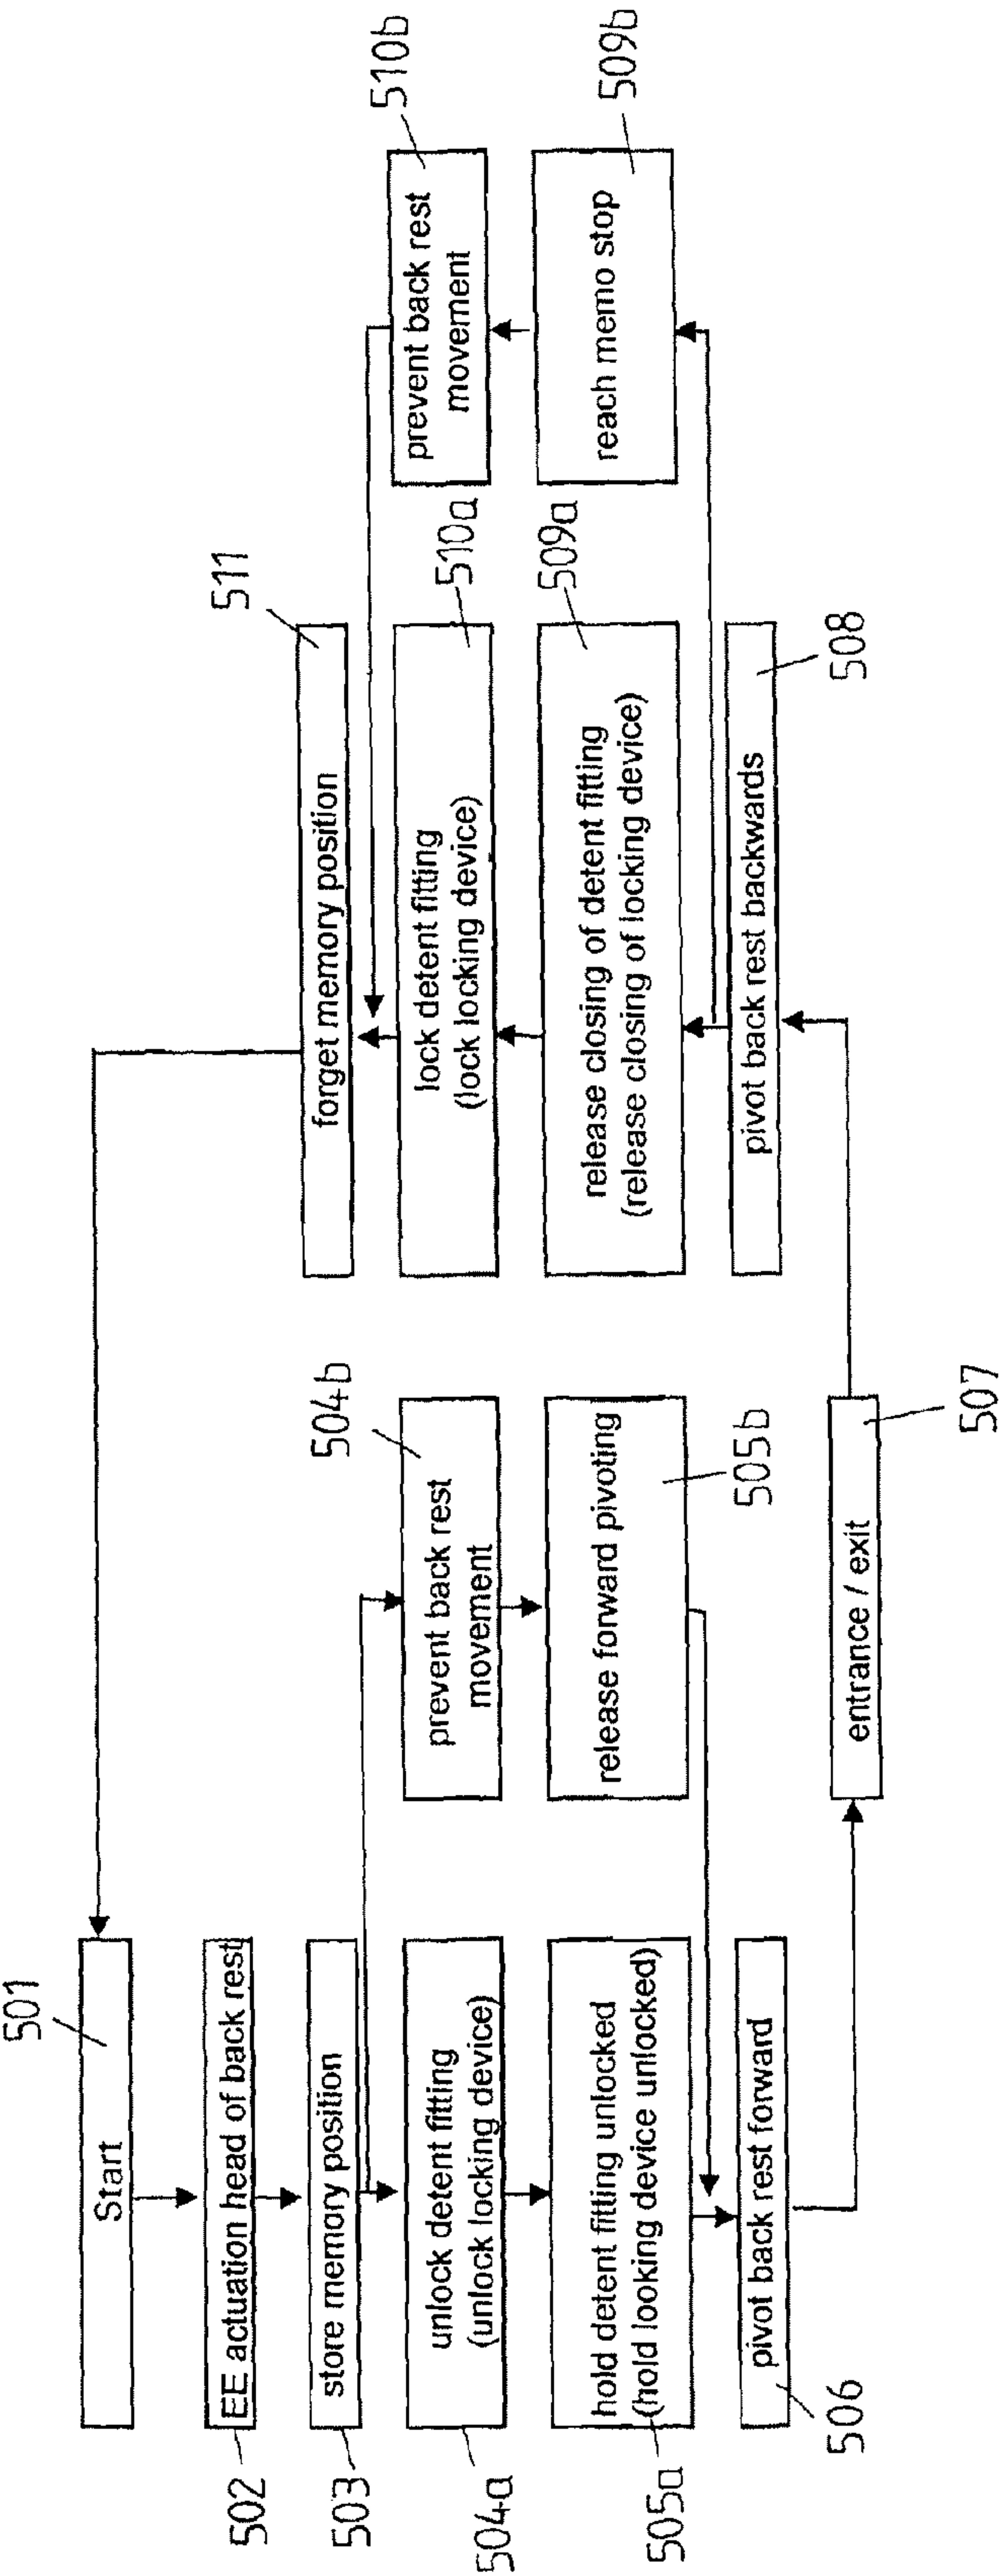 501
Start
502
EE actuation head of back rest
503
store memory position
504a
unlock detent fitting
(unlock locking device)
504b
prevent back rest
movement
505a
hold detent fitting unlocked
(hold looking device unlocked)
505b
release forward pivoting
506
pivot back rest forward
507
entrance / exit
508
pivot back rest backwards
509a
release closing of detent fitting
(release closing of locking device)
509b
reach memo stop
510a
lock detent fitting
(lock locking device)
510b
prevent back rest
movement
511
forget memory position